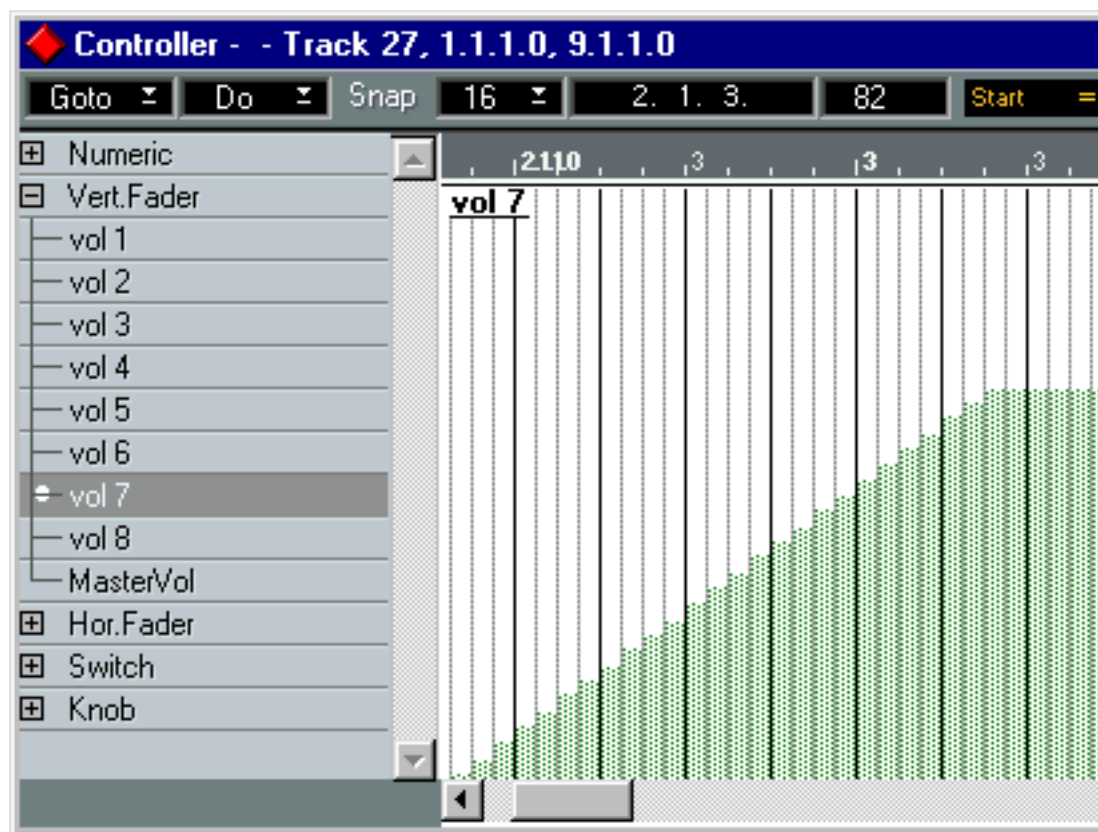 Controller - - Track 27, 1.1.1.0, 9.1.1.0
Goto Do Snap 16 2. 1. 3. 82 Start =
Numeric
2.1.1.0 3 3 3
Vert.Fader
vol 7
vol 1
vol 2
vol 3
vol 4
vol 5
vol 6
vol 7
vol 8
MasterVol
Hor.Fader
Switch
Knob